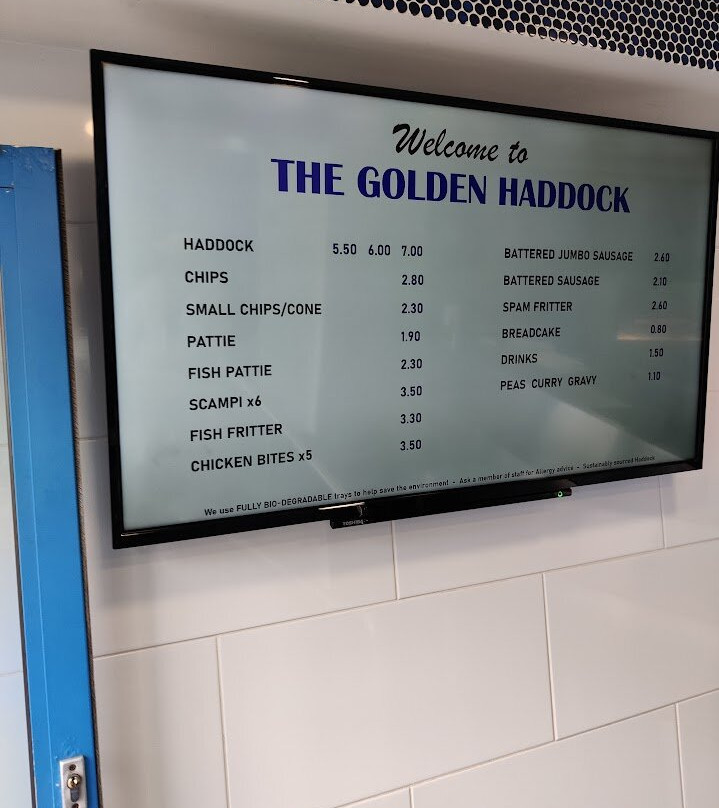 Welcome to
THE GOLDEN HADDOCK
HADDOCK 5.50 6.00 7.00
CHIPS 2.80
SMALL CHIPS/CONE 2.30
PATTIE 1.90
FISH PATTIE 2.30
SCAMPI x6 3.50
FISH FRITTER 3.30
CHICKEN BITES x5 3.50
BATTERED JUMBO SAUSAGE 2.60
BATTERED SAUSAGE 2.10
SPAM FRITTER 2.60
BREADCAKE 0.80
DRINKS 1.50
PEAS CURRY GRAVY 1.10
We use FULLY BIO-DEGRADABLE trays to help save the environment - Ask a member of staff for Allergy advice - Sustainably sourced Haddock
TOSHIBA